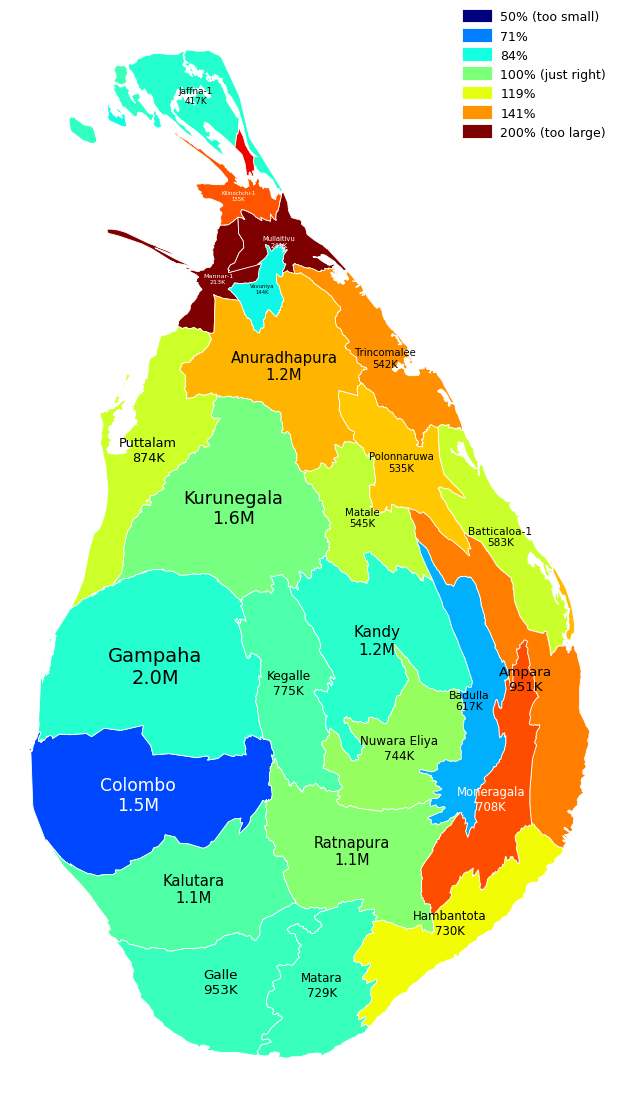 50% (too small)
71%
84%
100% (just right)
119%
141%
200% (too large)
Jaffna-1
417K
Kilinochchi-1
155K
Mullaitivu
Mannar-1
213K
Vavuniya
144K
Anuradhapura
1.2M
Trincomalee
542K
Puttalam
874K
Polonnaruwa
535K
Kurunegala
1.6M
Matale
545K
Batticaloa-1
583K
Gampaha
2.0M
Kandy
1.2M
Kegalle
775K
Ampara
951K
Badulla
617K
Nuwara Eliya
744K
Colombo
1.5M
Moneragala
708K
Ratnapura
1.1M
Kalutara
1.1M
Hambantota
730K
Galle
953K
Matara
729K